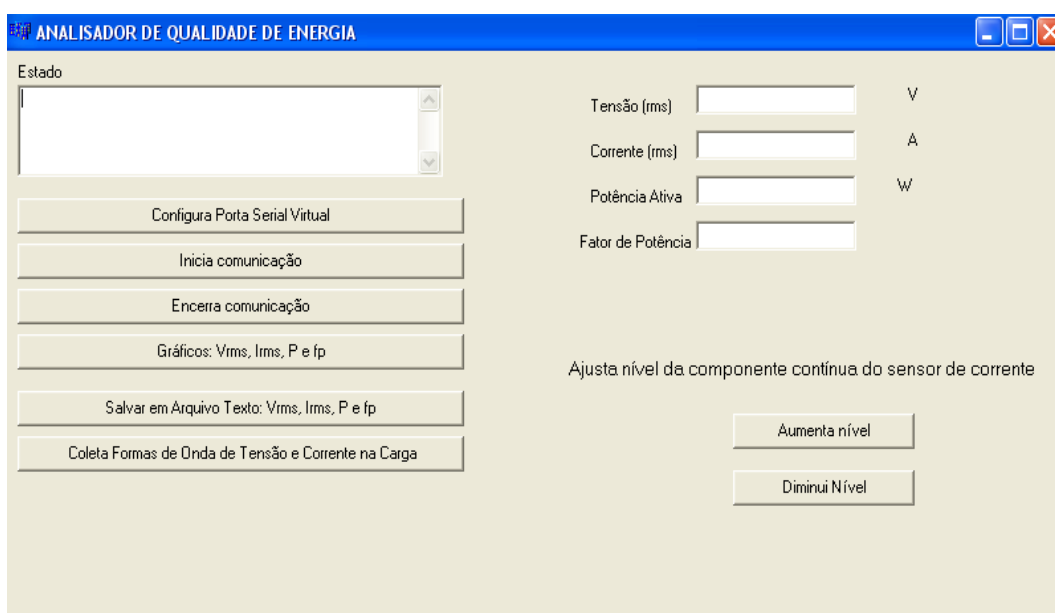 ANALISADOR DE QUALIDADE DE ENERGIA
Estado
Configura Porta Serial Virtual
Inicia comunicação
Encerra comunicação
Gráficos: Vrms, Irms, P e fp
Salvar em Arquivo Texto: Vrms, Irms, P e fp
Coleta Formas de Onda de Tensão e Corrente na Carga
Tensão (rms) V
Corrente (rms) A
Potência Ativa W
Fator de Potência
Ajusta nível da componente contínua do sensor de corrente
Aumenta nível
Diminui Nível